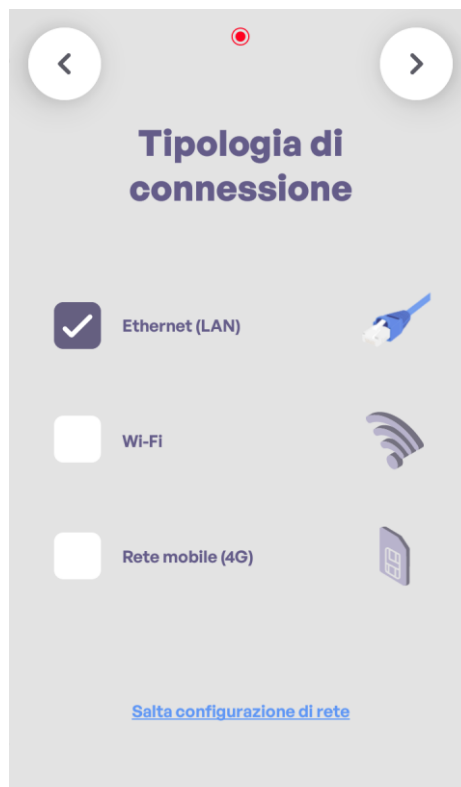 Tipologia di
connessione
Ethernet (LAN)
Wi-Fi
Rete mobile (4G)
Salta configurazione di rete